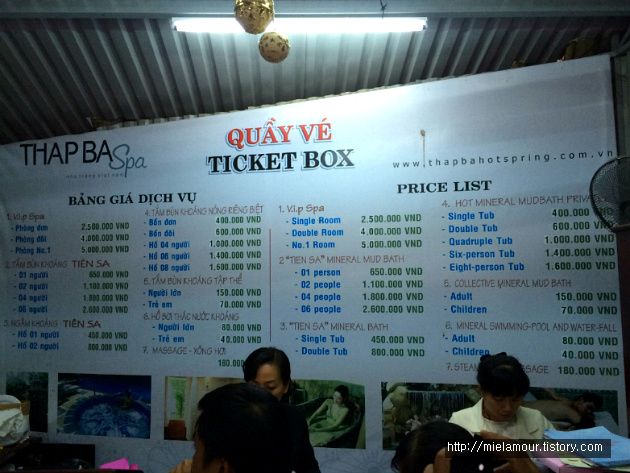 THAP BA Spa
nha trang viet nam
QUẦY VÉ
TICKET BOX
www.thapbahotspring.com.vn
BẢNG GIÁ DỊCH VỤ
1. V.I.p Spa
- Phòng đơn 2.500.000 VND
- Phòng đôi 4.000.000 VND
- Phòng No.1 5.000.000 VND
2. TẮM BÙN KHOÁNG TIÊN SA
- 01 người 650.000 VND
- 02 người 1.100.000 VND
- 04 người 1.800.000 VND
- 06 người 2.600.000 VND
3. NGÂM KHOÁNG TIÊN SA
- Hồ 01 người 450.000 VND
- Hồ 02 người 800.000 VND
4. TẮM BÙN KHOÁNG NÓNG RIÊNG BIỆT
- Bồn đơn 400.000 VND
- Bồn đôi 600.000 VND
- Hồ 04 người 1.000.000 VND
- Hồ 06 người 1.400.000 VND
- Hồ 08 người 1.600.000 VND
5. TẮM BÙN KHOÁNG TẬP THỂ
- Người lớn 150.000 VND
- Trẻ em 70.000 VND
6. HỒ BƠI THÁC NƯỚC KHOÁNG
- Người lớn 80.000 VND
- Trẻ em 40.000 VND
7. MASSAGE - XÔNG HƠI
180.000 VND
PRICE LIST
1. V.I.p Spa
- Single Room 2.500.000 VND
- Double Room 4.000.000 VND
- No.1 Room 5.000.000 VND
2 "TIEN SA" MINERAL MUD BATH
- 01 person 650.000 VND
- 02 people 1.100.000 VND
- 04 people 1.800.000 VND
- 06 people 2.600.000 VND
3. "TIEN SA" MINERAL BATH
- Single Tub 450.000 VND
- Double Tub 800.000 VND
4. HOT MINERAL MUDBATH
- Single Tub 400.000
- Double Tub 600.000 VND
- Quadruple Tub 1.000.000 VND
- Six-person Tub 1.400.000 VND
- Eight-person Tub 1.600.000 VND
5. COLLECTIVE MINERAL MUD BATH
- Adult 150.000 VND
- Children 70.000 VND
6. MINERAL SWIMMING-POOL AND WATER-FALL
- Adult 80.000 VND
- Children 40.000 VND
7. STEAM MASSAGE 180.000 VND
http://mielamour.tistory.com